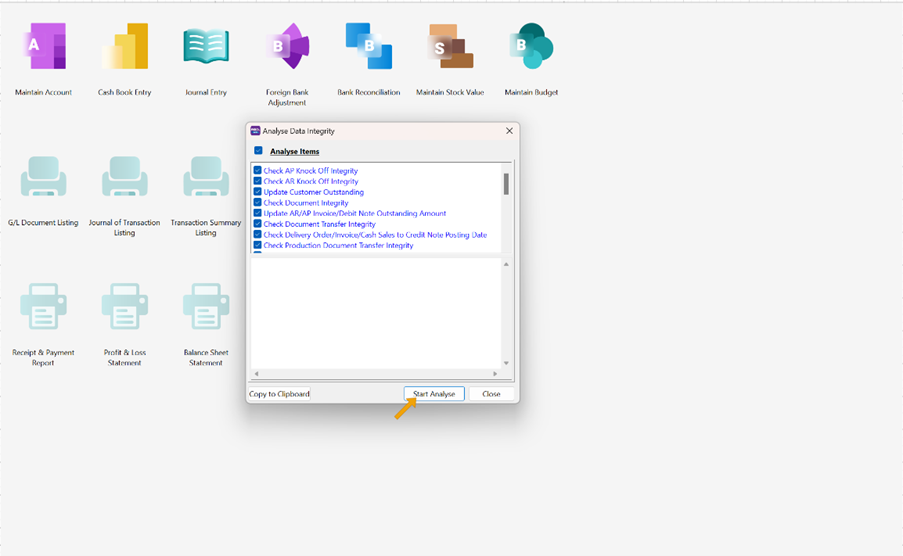 A
B
B
S
B
Maintain Account
Cash Book Entry
Journal Entry
Foreign Bank
Adjustment
Bank Reconciliation
Maintain Stock Value
Maintain Budget
Analyse Data Integrity
Analyse Items
Check AP Knock Off Integrity
Check AR Knock Off Integrity
Update Customer Outstanding
Check Document Integrity
Update AR/AP Invoice/Debit Note Outstanding Amount
Check Document Transfer Integrity
Check Delivery Order/Invoice/Cash Sales to Credit Note Posting Date
Check Production Document Transfer Integrity
G/L Document Listing
Journal of Transaction
Listing
Transaction Summary
Listing
Receipt & Payment
Report
Profit & Loss
Statement
Balance Sheet
Statement
Copy to Clipboard
Start Analyse
Close